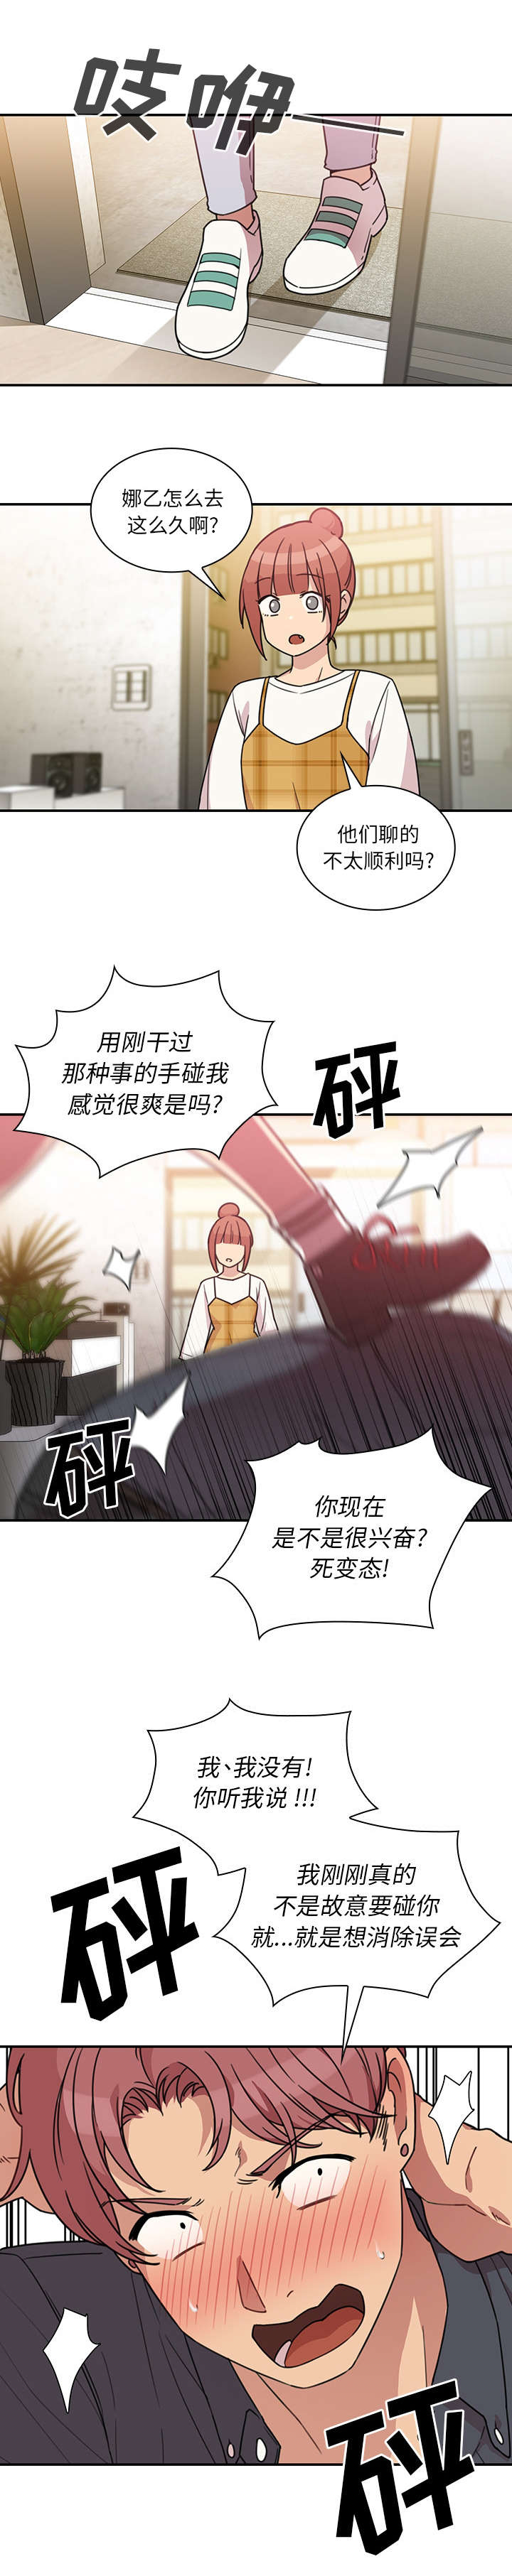 吱咿——
娜乙怎么去
这么久啊?
他们聊的
不太顺利吗?
用刚干过
那种事的手碰我
感觉很爽是吗?
砰
砰
你现在
是不是很兴奋?
死变态!
我、我没有!
你听我说!!!
砰
我刚刚真的
不是故意要碰你
就...就是想消除误会
砰